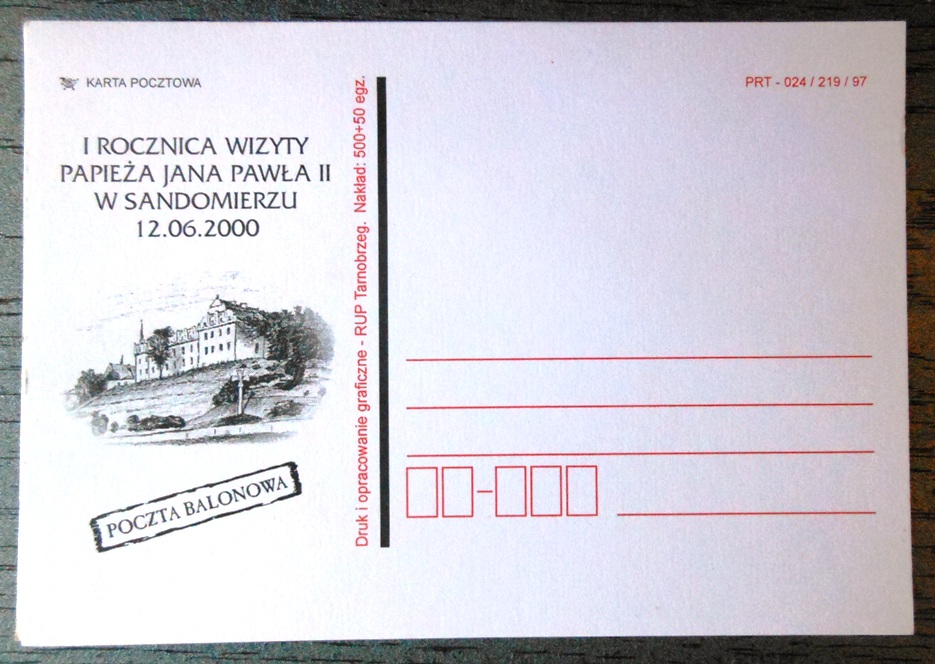 KARTA POCZTOWA
I ROCZNICA WIZYTY
PAPIEŻA JANA PAWŁA II
W SANDOMIERZU
12.06.2000
POCZTA BALONOWA
Druk i opracowanie graficzne - RUP Tarnobrzeg. Nakład: 500+50 egz.
PRT - 024 / 219 / 97